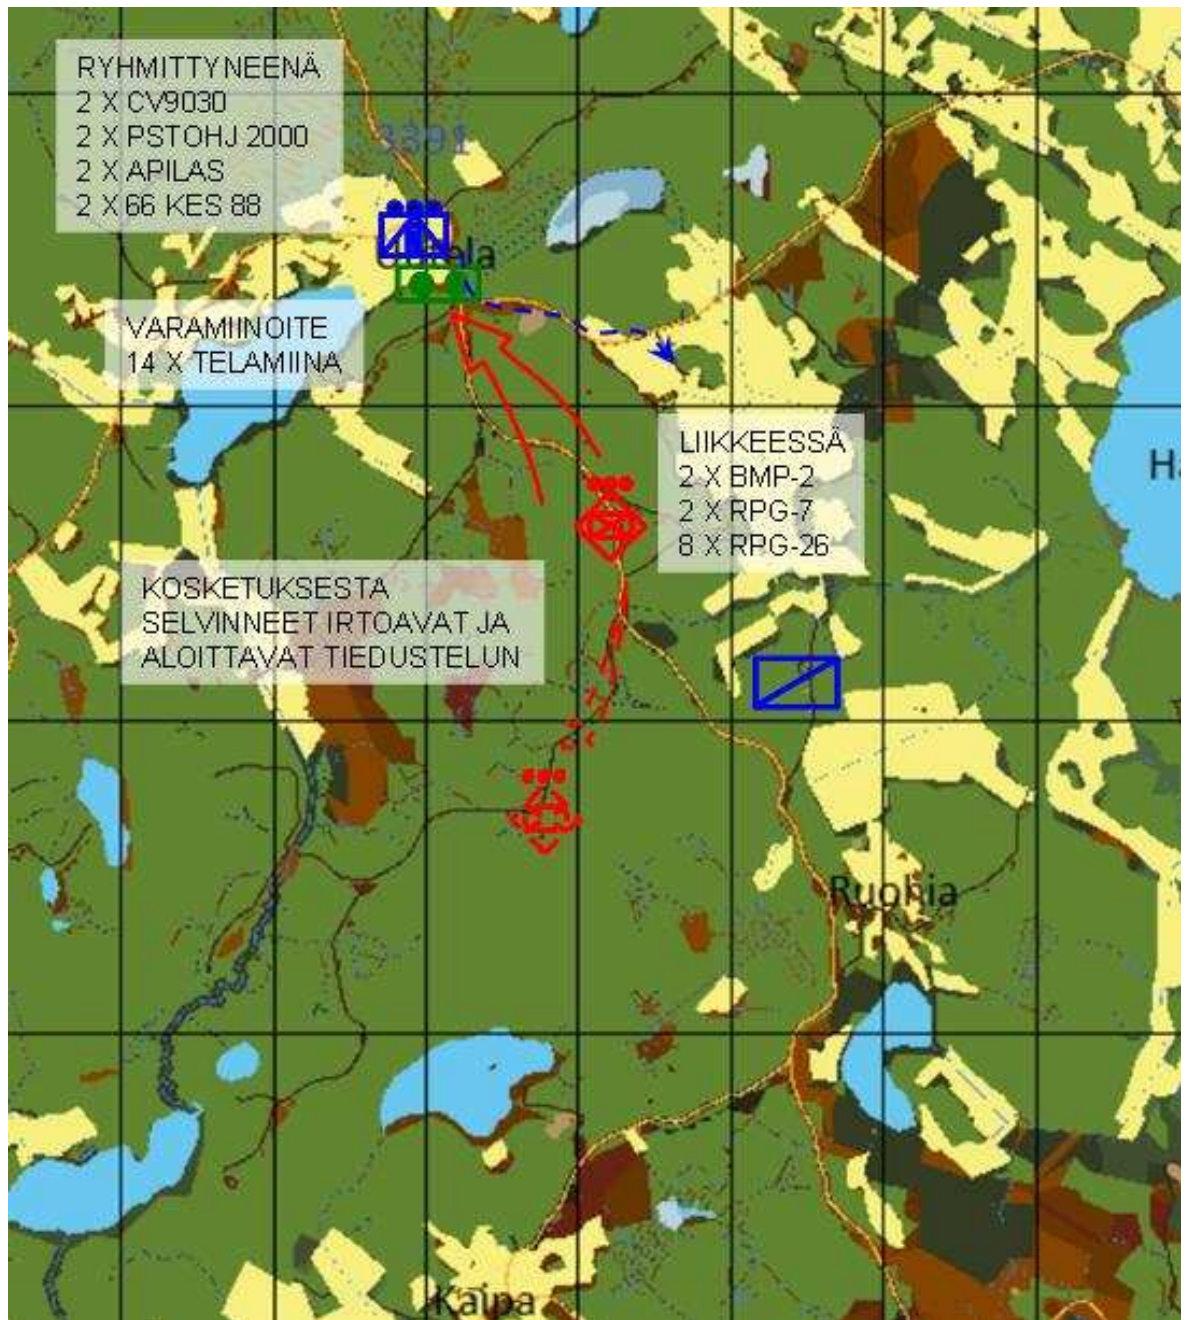 RYHMITTYNEENÄ
2 X CV9030
2 X PSTOHJ 2000
2 X APILAS
2 X 66 KES 88
3391
VARAMIINOITE
14 X TELAMIINA
LIIKKEESSÄ
2 X BMP-2
2 X RPG-7
8 X RPG-26
Ha
KOSKETUKSESTA
SELVINNEET IRTOAVAT JA
ALOITTAVAT TIEDUSTELUN
Ruohia
Kaipa